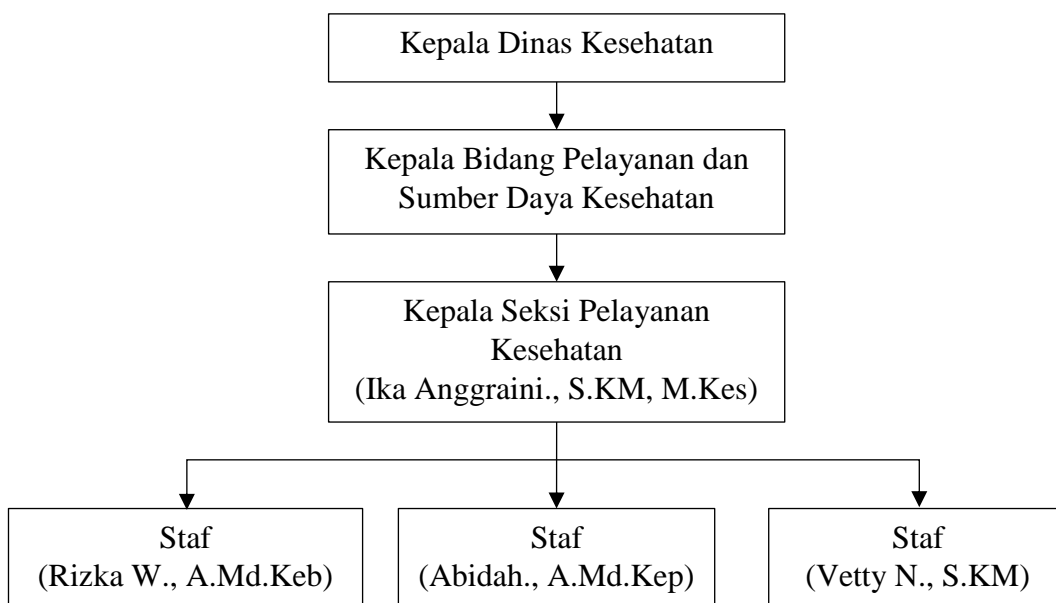 Kepala Dinas Kesehatan
Kepala Bidang Pelayanan dan
Sumber Daya Kesehatan
Kepala Seksi Pelayanan
Kesehatan
(Ika Anggraini., S.KM, M.Kes)
Staf
(Rizka W., A.Md.Keb)
Staf
(Abidah., A.Md.Kep)
Staf
(Vetty N., S.KM)